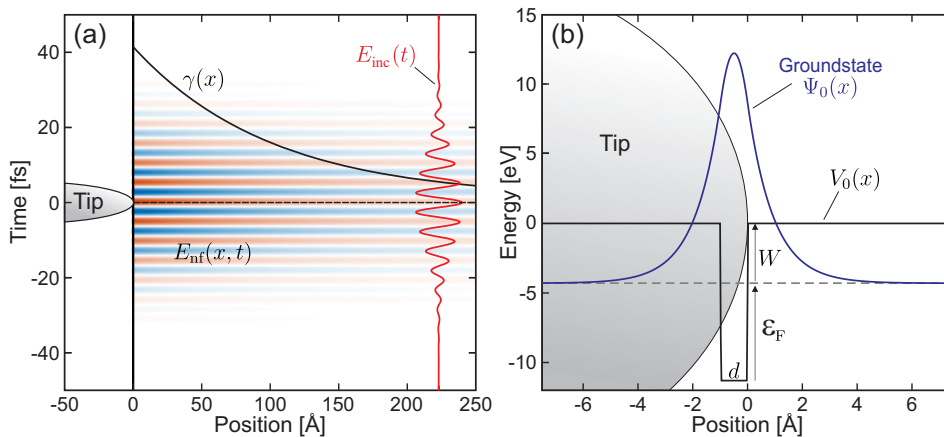 (a)
γ(x)
E_inc(t)
Tip
E_nf(x, t)
Time [fs]
40
20
0
-20
-40
-50
0
50
100
150
200
250
Position [Å]
(b)
Groundstate
Ψ_0(x)
Tip
V_0(x)
W
ε_F
d
Energy [eV]
15
10
5
0
-5
-10
-6
-4
-2
0
2
4
6
Position [Å]